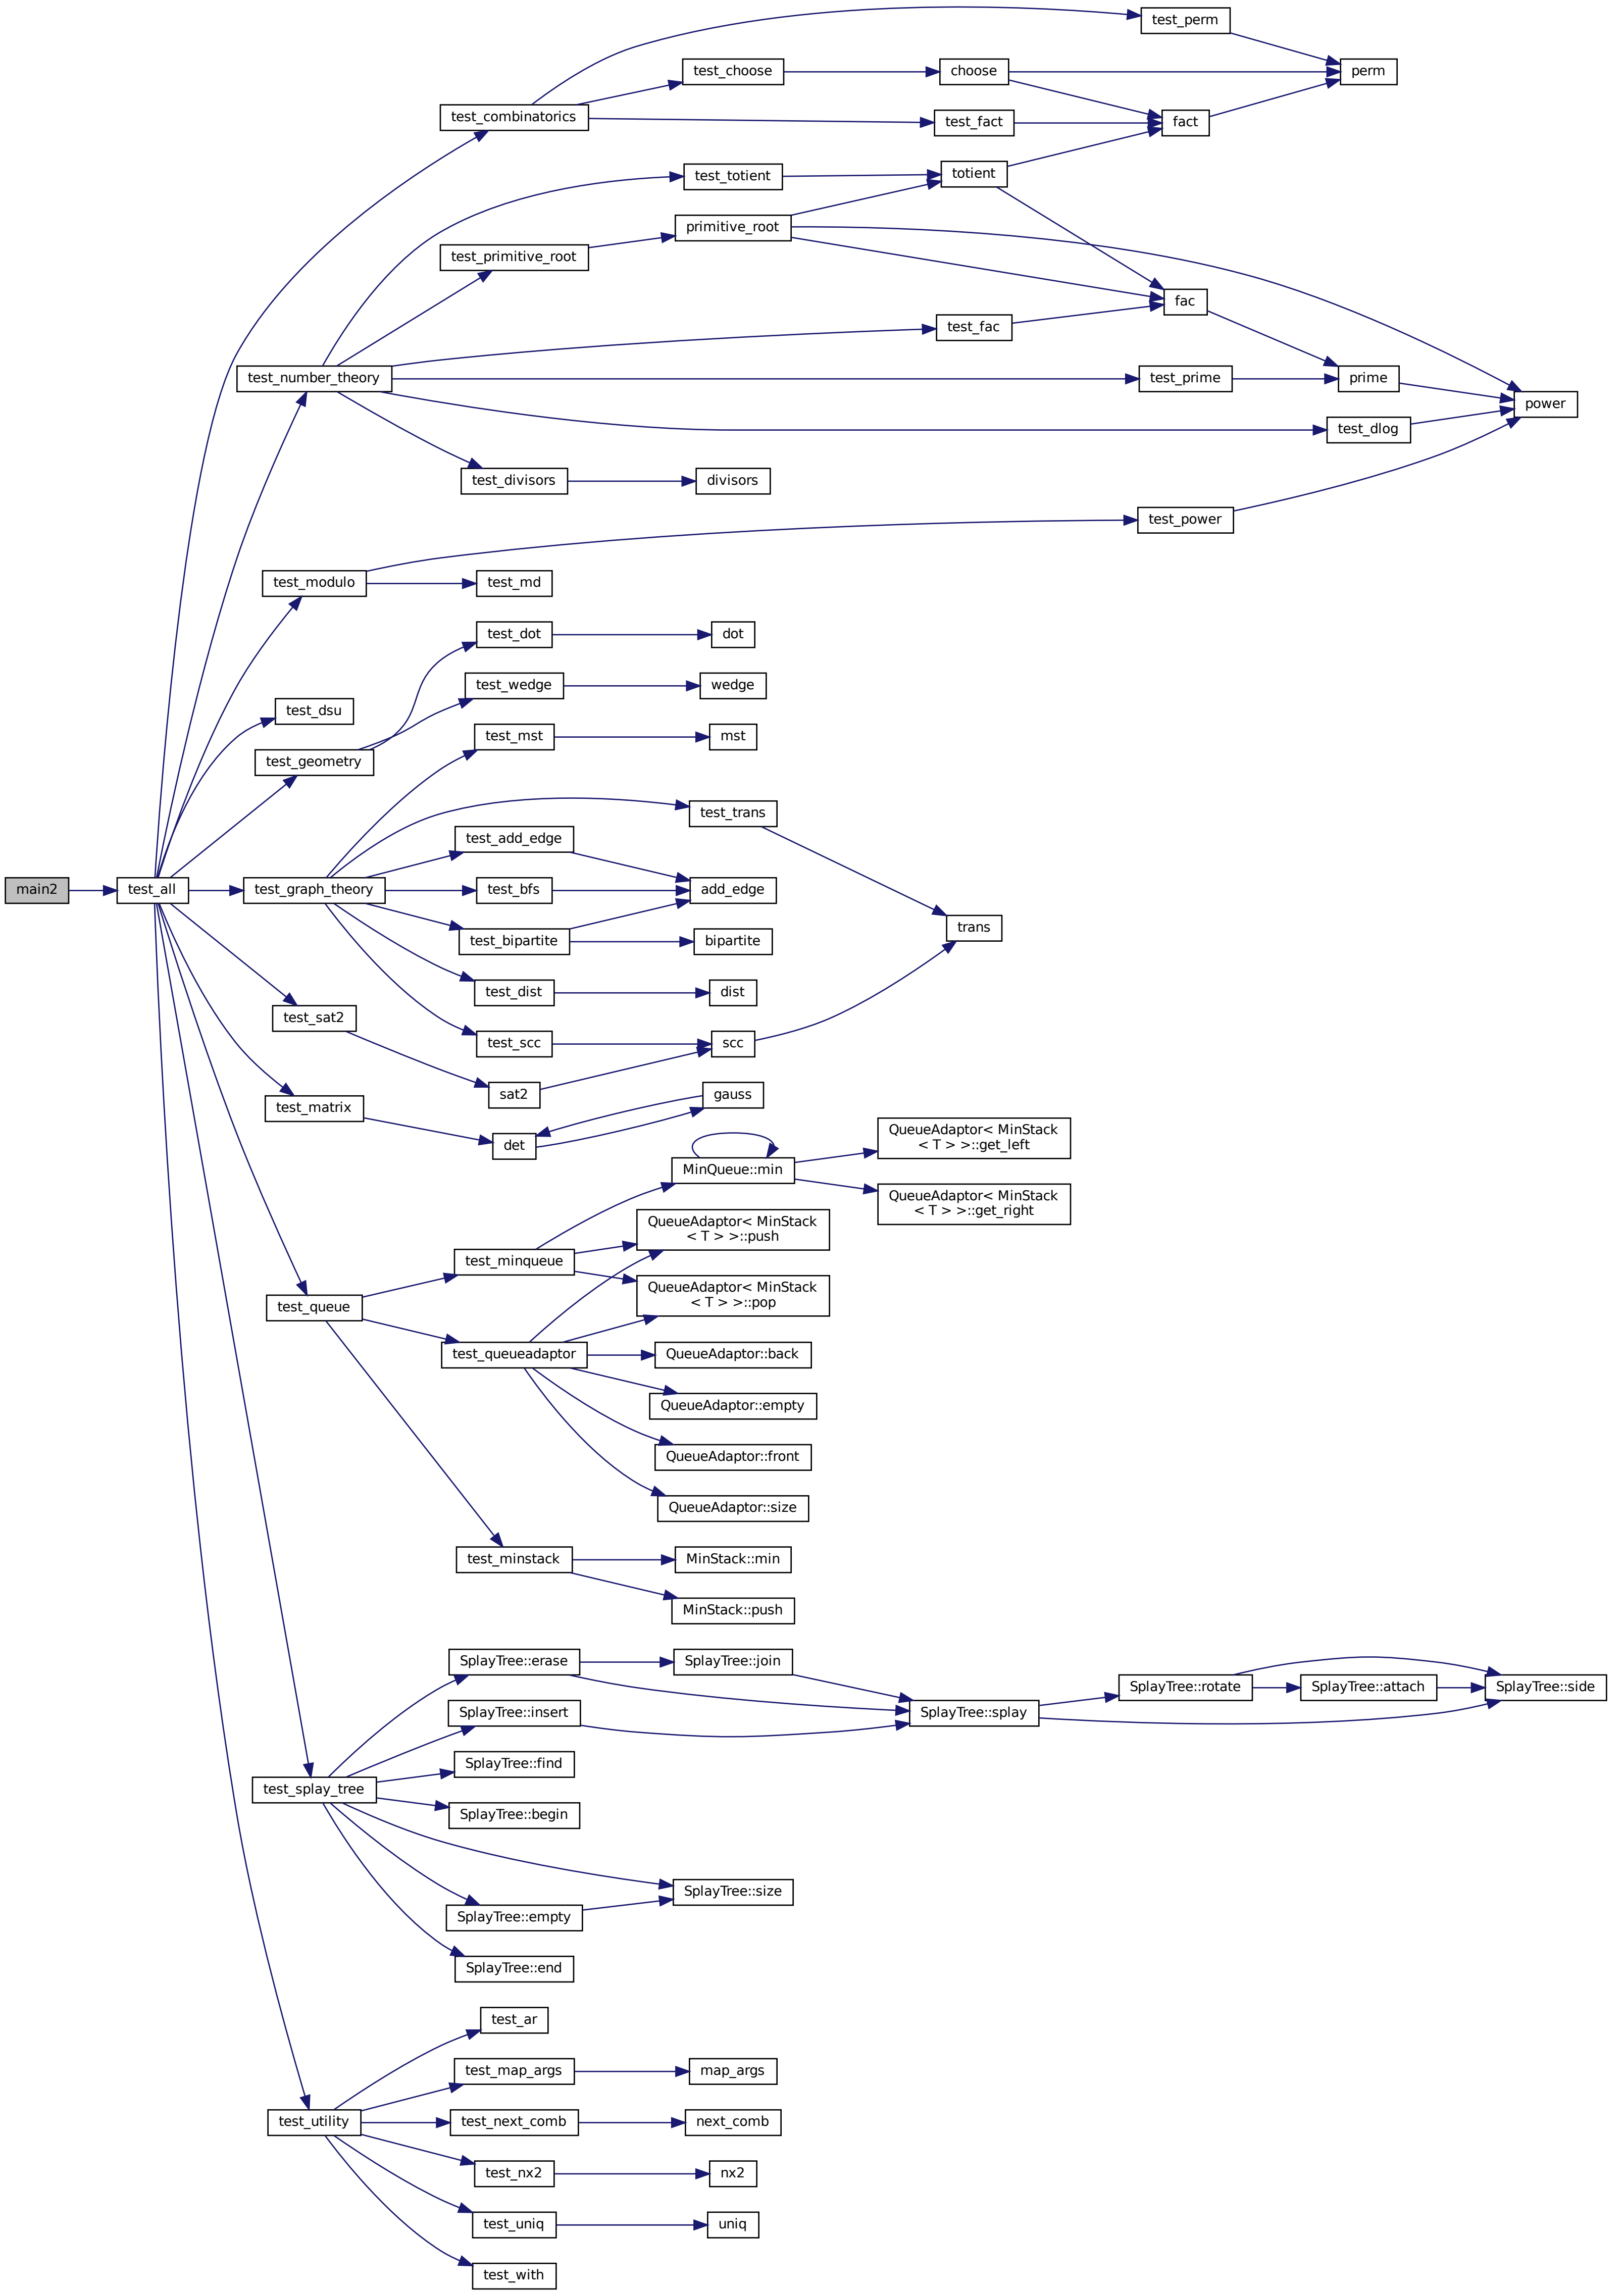 test_perm
test_choose
choose
perm
test_combinatorics
test_fact
fact
test_totient
totient
primitive_root
test_primitive_root
fac
test_fac
test_number_theory
test_prime
prime
power
test_dlog
test_divisors
divisors
test_power
test_modulo
test_md
test_dot
dot
test_wedge
wedge
test_dsu
test_mst
mst
test_geometry
test_trans
test_add_edge
main2
test_all
test_graph_theory
test_bfs
add_edge
trans
test_bipartite
bipartite
test_dist
dist
test_sat2
test_scc
scc
sat2
gauss
test_matrix
det
QueueAdaptor< MinStack
< T > >::get_left
MinQueue::min
QueueAdaptor< MinStack
< T > >::get_right
QueueAdaptor< MinStack
< T > >::push
test_minqueue
QueueAdaptor< MinStack
< T > >::pop
test_queue
test_queueadaptor
QueueAdaptor::back
QueueAdaptor::empty
QueueAdaptor::front
QueueAdaptor::size
test_minstack
MinStack::min
MinStack::push
SplayTree::erase
SplayTree::join
SplayTree::rotate
SplayTree::attach
SplayTree::side
SplayTree::insert
SplayTree::splay
SplayTree::find
test_splay_tree
SplayTree::begin
SplayTree::size
SplayTree::empty
SplayTree::end
test_ar
test_map_args
map_args
test_utility
test_next_comb
next_comb
test_nx2
nx2
test_uniq
uniq
test_with